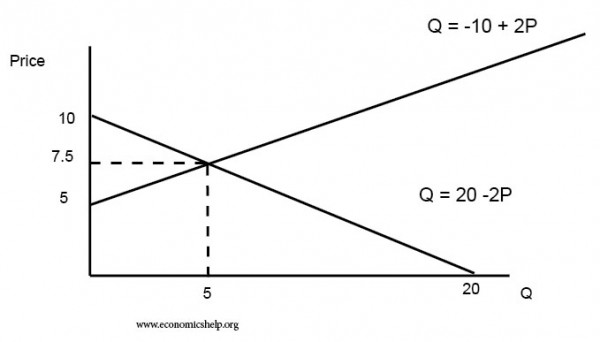 Q = -10 + 2P
Price
10
7.5
5
Q = 20 -2P
5
20
Q
www.economicshelp.org